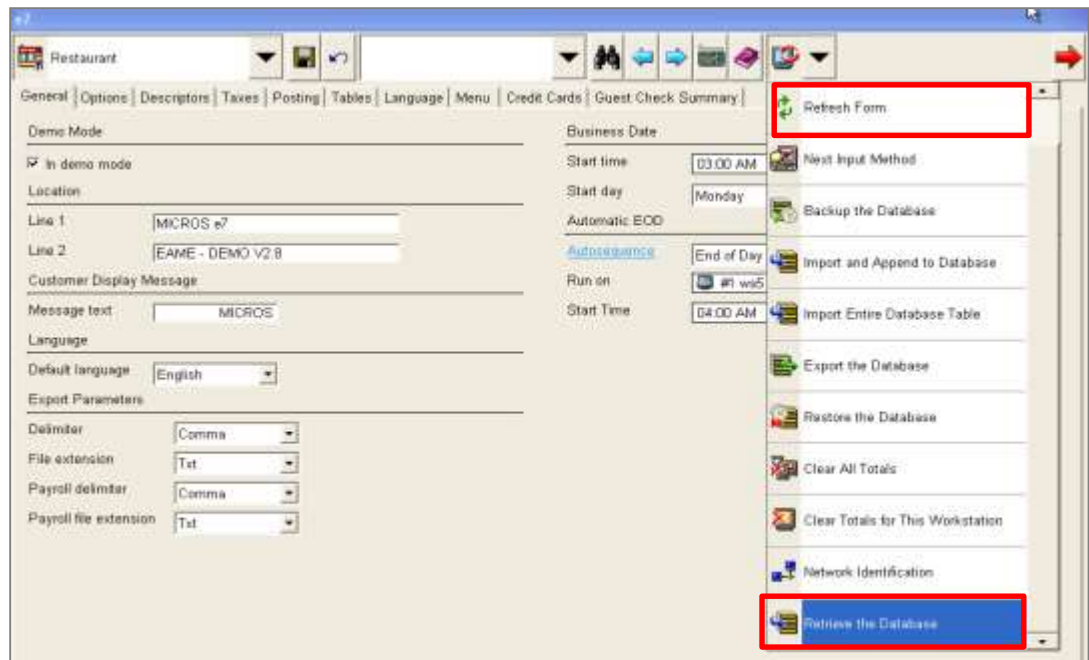 e7
Restaurant
General Options Descriptors Taxes Posting Tables Language Menu Credit Cards Guest Check Summary
Demo Mode
In demo mode
Location
Line 1 MICROS e7
Line 2 EAME - DEMO V2.8
Customer Display Message
Message text MICROS
Language
Default language English
Export Parameters
Delimiter Comma
File extension Txt
Payroll delimiter Comma
Payroll file extension Txt
Business Date
Start time 03:00 AM
Start day Monday
Automatic EOD
Autosequence End of Day
Run on #1 ws5
Start Time 04:00 AM
Refresh Form
Next Input Method
Backup the Database
Import and Append to Database
Import Entire Database Table
Export the Database
Restore the Database
Clear All Totals
Clear Totals for This Workstation
Network Identification
Retrieve the Database